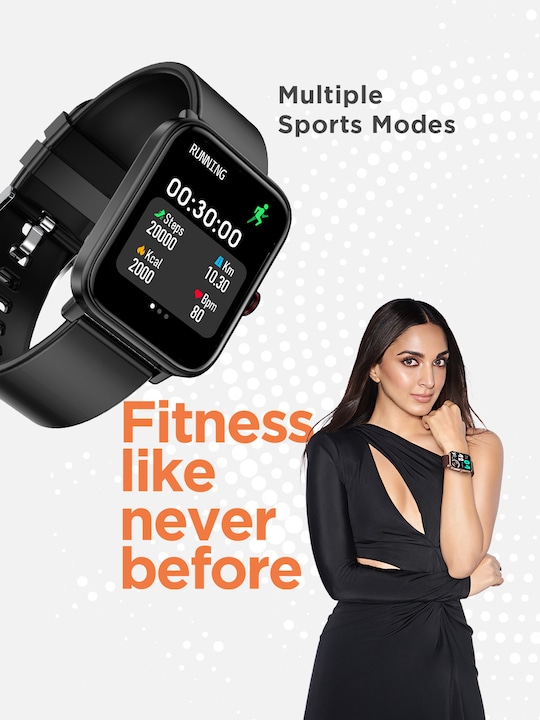 Multiple
Sports Modes
RUNNING
00:30:00
Steps
20000
Km
10.30
Kcal
2000
Bpm
80
Fitness
like
never
before